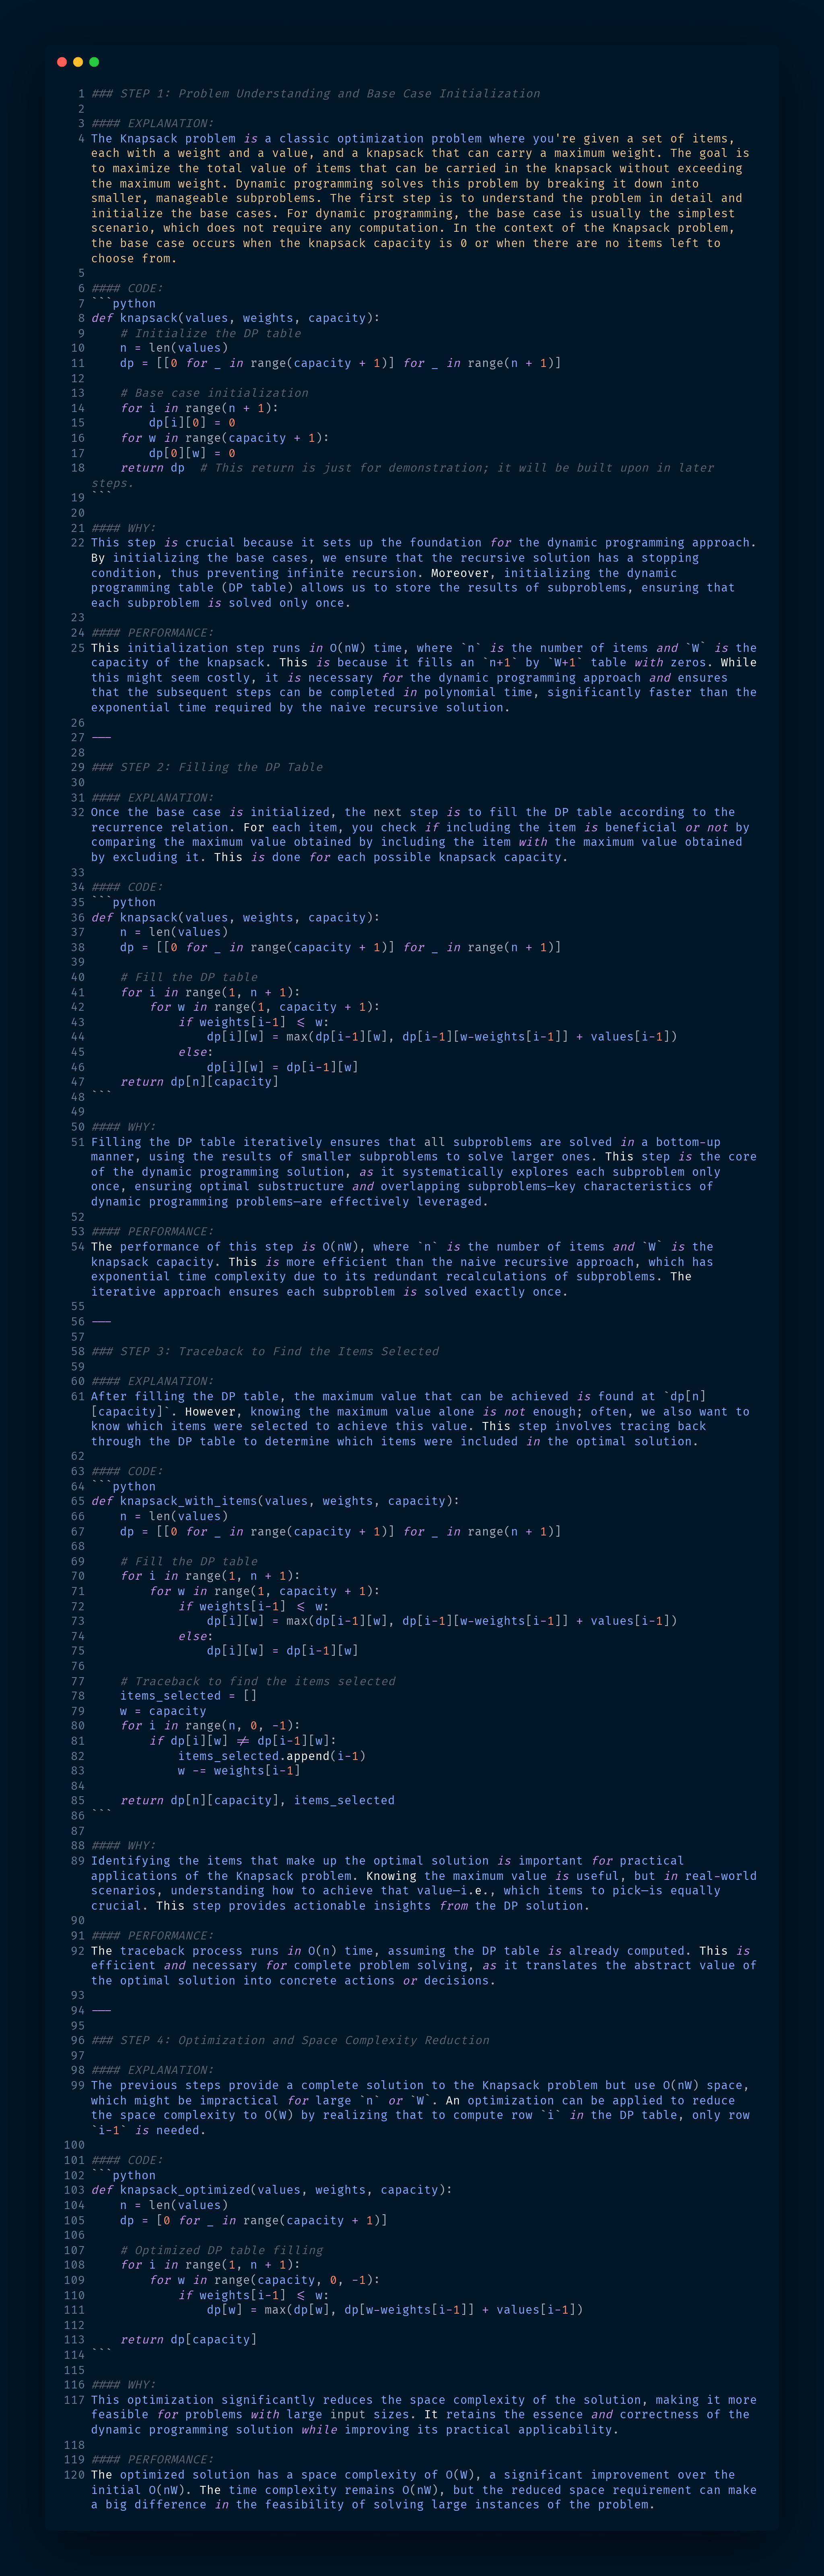 1 ### STEP 1: Problem Understanding and Base Case Initialization
2
3 #### EXPLANATION:
4 The Knapsack problem is a classic optimization problem where you're given a set of items,
each with a weight and a value, and a knapsack that can carry a maximum weight. The goal is
to maximize the total value of items that can be carried in the knapsack without exceeding
the maximum weight. Dynamic programming solves this problem by breaking it down into
smaller, manageable subproblems. The first step is to understand the problem in detail and
initialize the base cases. For dynamic programming, the base case is usually the simplest
scenario, which does not require any computation. In the context of the Knapsack problem,
the base case occurs when the knapsack capacity is 0 or when there are no items left to
choose from.
5
6 #### CODE:
7 ```python
8 def knapsack(values, weights, capacity):
9     # Initialize the DP table
10     n = len(values)
11     dp = [[0 for _ in range(capacity + 1)] for _ in range(n + 1)]
12
13     # Base case initialization
14     for i in range(n + 1):
15         dp[i][0] = 0
16     for w in range(capacity + 1):
17         dp[0][w] = 0
18     return dp  # This return is just for demonstration; it will be built upon in later
steps.
19 ```
20
21 #### WHY:
22 This step is crucial because it sets up the foundation for the dynamic programming approach.
By initializing the base cases, we ensure that the recursive solution has a stopping
condition, thus preventing infinite recursion. Moreover, initializing the dynamic
programming table (DP table) allows us to store the results of subproblems, ensuring that
each subproblem is solved only once.
23
24 #### PERFORMANCE:
25 This initialization step runs in O(nW) time, where `n` is the number of items and `W` is the
capacity of the knapsack. This is because it fills an `n+1` by `W+1` table with zeros. While
this might seem costly, it is necessary for the dynamic programming approach and ensures
that the subsequent steps can be completed in polynomial time, significantly faster than the
exponential time required by the naive recursive solution.
26
27 ---
28
29 ### STEP 2: Filling the DP Table
30
31 #### EXPLANATION:
32 Once the base case is initialized, the next step is to fill the DP table according to the
recurrence relation. For each item, you check if including the item is beneficial or not by
comparing the maximum value obtained by including the item with the maximum value obtained
by excluding it. This is done for each possible knapsack capacity.
33
34 #### CODE:
35 ```python
36 def knapsack(values, weights, capacity):
37     n = len(values)
38     dp = [[0 for _ in range(capacity + 1)] for _ in range(n + 1)]
39
40     # Fill the DP table
41     for i in range(1, n + 1):
42         for w in range(1, capacity + 1):
43             if weights[i-1] <= w:
44                 dp[i][w] = max(dp[i-1][w], dp[i-1][w-weights[i-1]] + values[i-1])
45             else:
46                 dp[i][w] = dp[i-1][w]
47     return dp[n][capacity]
48 ```
49
50 #### WHY:
51 Filling the DP table iteratively ensures that all subproblems are solved in a bottom-up
manner, using the results of smaller subproblems to solve larger ones. This step is the core
of the dynamic programming solution, as it systematically explores each subproblem only
once, ensuring optimal substructure and overlapping subproblems—key characteristics of
dynamic programming problems—are effectively leveraged.
52
53 #### PERFORMANCE:
54 The performance of this step is O(nW), where `n` is the number of items and `W` is the
knapsack capacity. This is more efficient than the naive recursive approach, which has
exponential time complexity due to its redundant recalculations of subproblems. The
iterative approach ensures each subproblem is solved exactly once.
55
56 ---
57
58 ### STEP 3: Traceback to Find the Items Selected
59
60 #### EXPLANATION:
61 After filling the DP table, the maximum value that can be achieved is found at `dp[n]
[capacity]`. However, knowing the maximum value alone is not enough; often, we also want to
know which items were selected to achieve this value. This step involves tracing back
through the DP table to determine which items were included in the optimal solution.
62
63 #### CODE:
64 ```python
65 def knapsack_with_items(values, weights, capacity):
66     n = len(values)
67     dp = [[0 for _ in range(capacity + 1)] for _ in range(n + 1)]
68
69     # Fill the DP table
70     for i in range(1, n + 1):
71         for w in range(1, capacity + 1):
72             if weights[i-1] <= w:
73                 dp[i][w] = max(dp[i-1][w], dp[i-1][w-weights[i-1]] + values[i-1])
74             else:
75                 dp[i][w] = dp[i-1][w]
76
77     # Traceback to find the items selected
78     items_selected = []
79     w = capacity
80     for i in range(n, 0, -1):
81         if dp[i][w] != dp[i-1][w]:
82             items_selected.append(i-1)
83             w -= weights[i-1]
84
85     return dp[n][capacity], items_selected
86 ```
87
88 #### WHY:
89 Identifying the items that make up the optimal solution is important for practical
applications of the Knapsack problem. Knowing the maximum value is useful, but in real-world
scenarios, understanding how to achieve that value—i.e., which items to pick—is equally
crucial. This step provides actionable insights from the DP solution.
90
91 #### PERFORMANCE:
92 The traceback process runs in O(n) time, assuming the DP table is already computed. This is
efficient and necessary for complete problem solving, as it translates the abstract value of
the optimal solution into concrete actions or decisions.
93
94 ---
95
96 ### STEP 4: Optimization and Space Complexity Reduction
97
98 #### EXPLANATION:
99 The previous steps provide a complete solution to the Knapsack problem but use O(nW) space,
which might be impractical for large `n` or `W`. An optimization can be applied to reduce
the space complexity to O(W) by realizing that to compute row `i` in the DP table, only row
`i-1` is needed.
100
101 #### CODE:
102 ```python
103 def knapsack_optimized(values, weights, capacity):
104     n = len(values)
105     dp = [0 for _ in range(capacity + 1)]
106
107     # Optimized DP table filling
108     for i in range(1, n + 1):
109         for w in range(capacity, 0, -1):
110             if weights[i-1] <= w:
111                 dp[w] = max(dp[w], dp[w-weights[i-1]] + values[i-1])
112
113     return dp[capacity]
114 ```
115
116 #### WHY:
117 This optimization significantly reduces the space complexity of the solution, making it more
feasible for problems with large input sizes. It retains the essence and correctness of the
dynamic programming solution while improving its practical applicability.
118
119 #### PERFORMANCE:
120 The optimized solution has a space complexity of O(W), a significant improvement over the
initial O(nW). The time complexity remains O(nW), but the reduced space requirement can make
a big difference in the feasibility of solving large instances of the problem.